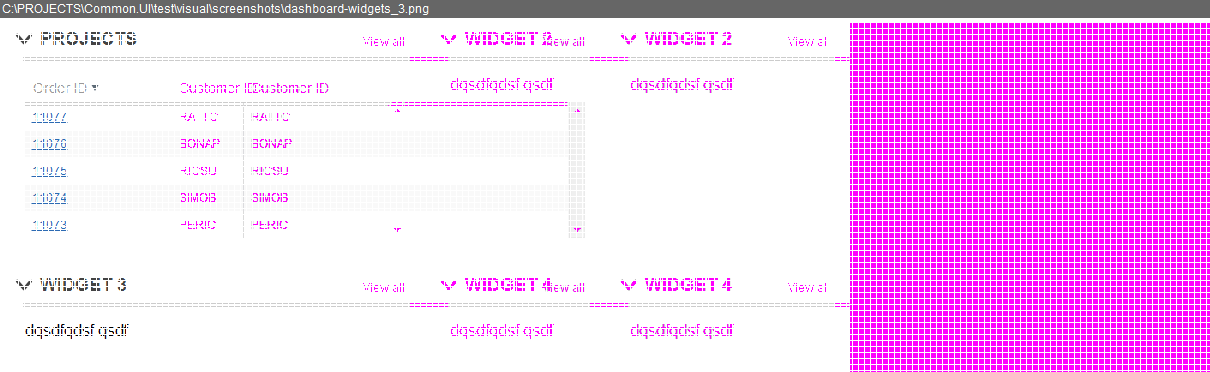 C:\PROJECTS\Common.UI\test\visual\screenshots\dashboard-widgets_3.png
PROJECTS View all WIDGET 2 View all WIDGET 2 View all
Order ID Customer ID Customer ID dqsdfqdsf qsdf dqsdfqdsf qsdf
11077 RATTC RATTC
11076 BONAP BONAP
11075 RICSU RICSU
11074 SIMOB SIMOB
11073 PERIC PERIC
WIDGET 3 View all WIDGET 4 View all WIDGET 4 View all
dqsdfqdsf qsdf dqsdfqdsf qsdf dqsdfqdsf qsdf